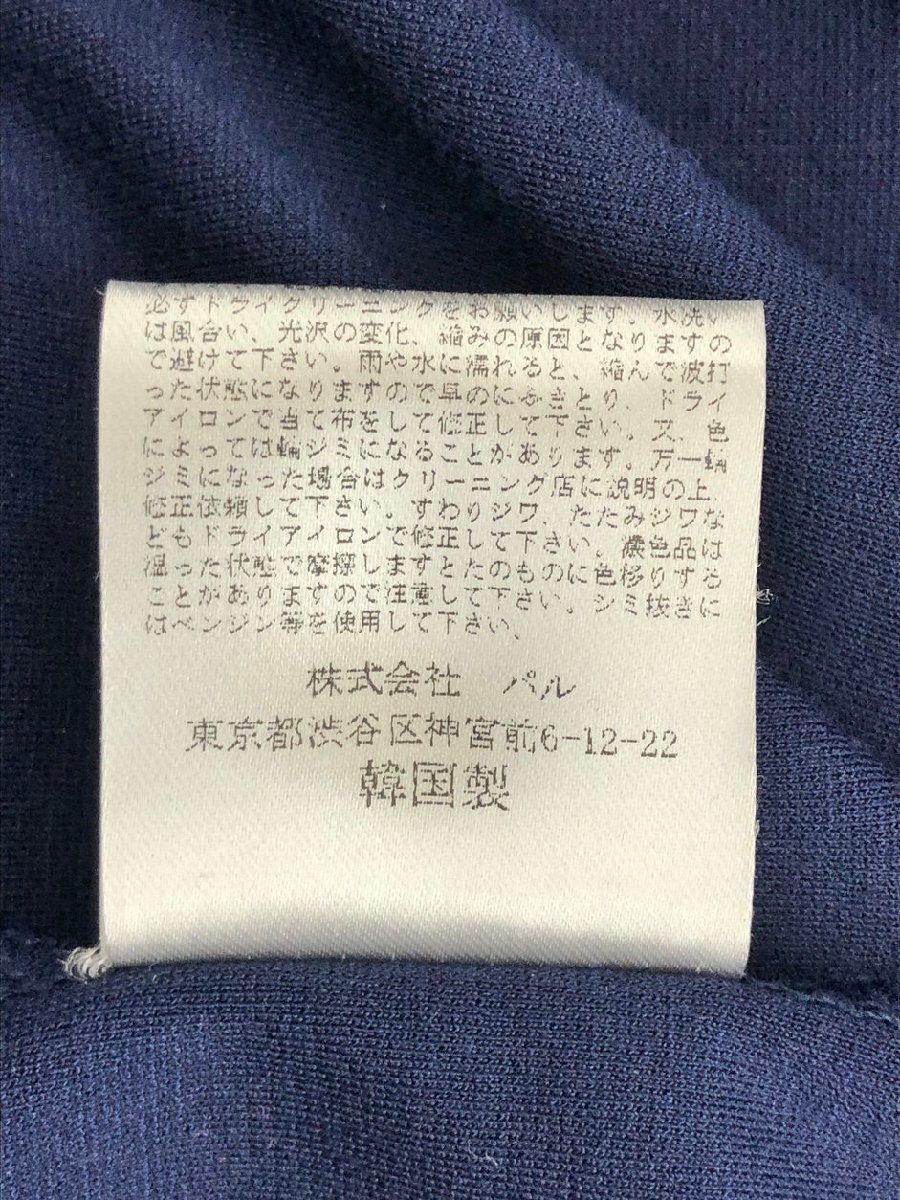 必ずドライクリーニングをお願いします。水洗い
は風合い、光沢の変化、縮みの原因となりますの
で避けて下さい。雨や水に濡れると、縮んで波打
った状態になりますので早のにふきとり、ドライ
アイロンで当て布をして修正して下さい。又、色
によっては輪ジミになることがあります。万一輪
ジミになった場合はクリーニング店に説明の上、
修正依頼して下さい。すわりジワ、たたみジワな
どもドライアイロンで修正して下さい。濃色品は
湿った状態で摩擦しますとたのものに色移りする
ことがありますので注意して下さい。シミ抜きに
はベンジン等を使用して下さい。
株式会社 パル
東京都渋谷区神宮前6-12-22
韓国製